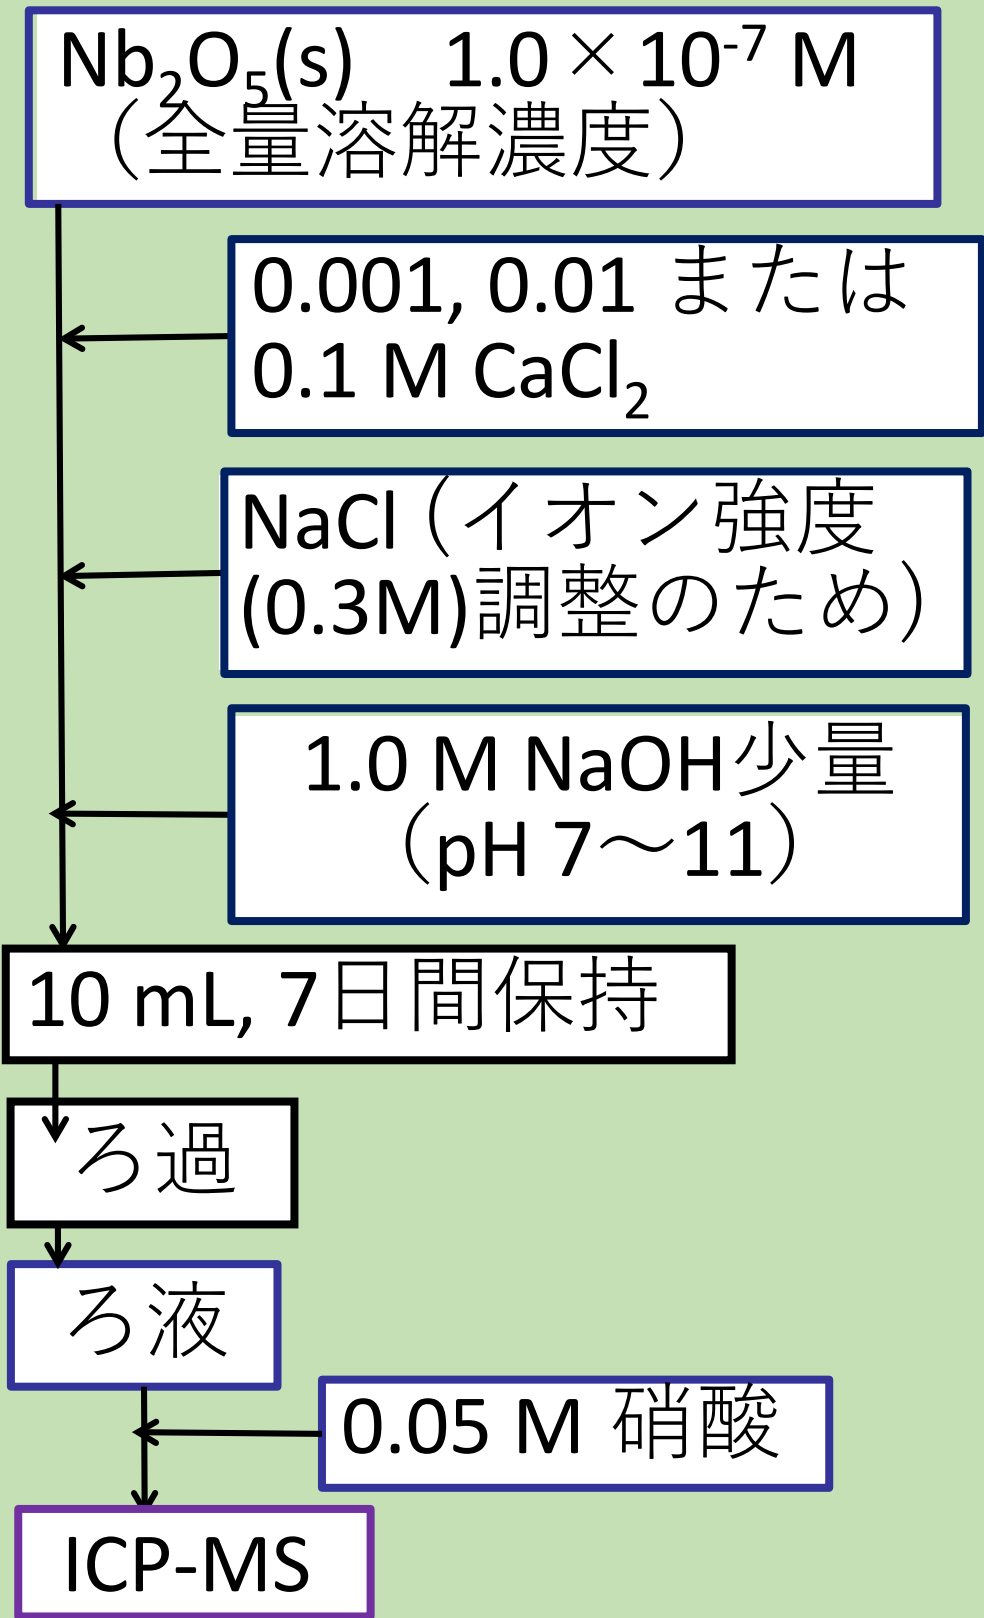 Nb₂O₅(s) 1.0×10⁻⁷ M
（全量溶解濃度）
0.001, 0.01 または
0.1 M CaCl₂
NaCl（イオン強度
(0.3M)調整のため）
1.0 M NaOH少量
（pH 7～11）
10 mL, 7日間保持
ろ過
ろ液
0.05 M 硝酸
ICP-MS